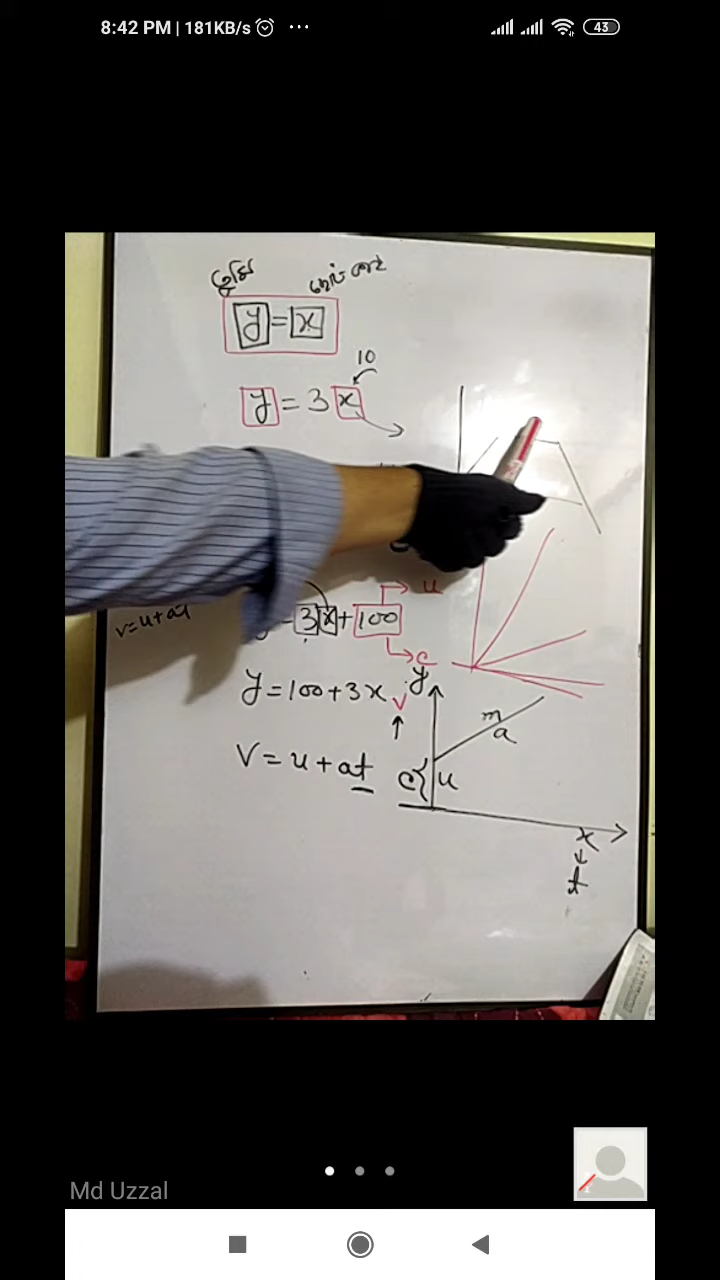 8:42 PM | 181KB/s ...
43
y = x
10
y = 3x
u
v=u+at
3x+100
c
y = 100+3x
V = u + at
y
v
m
a
c{ u
x
t
Md Uzzal